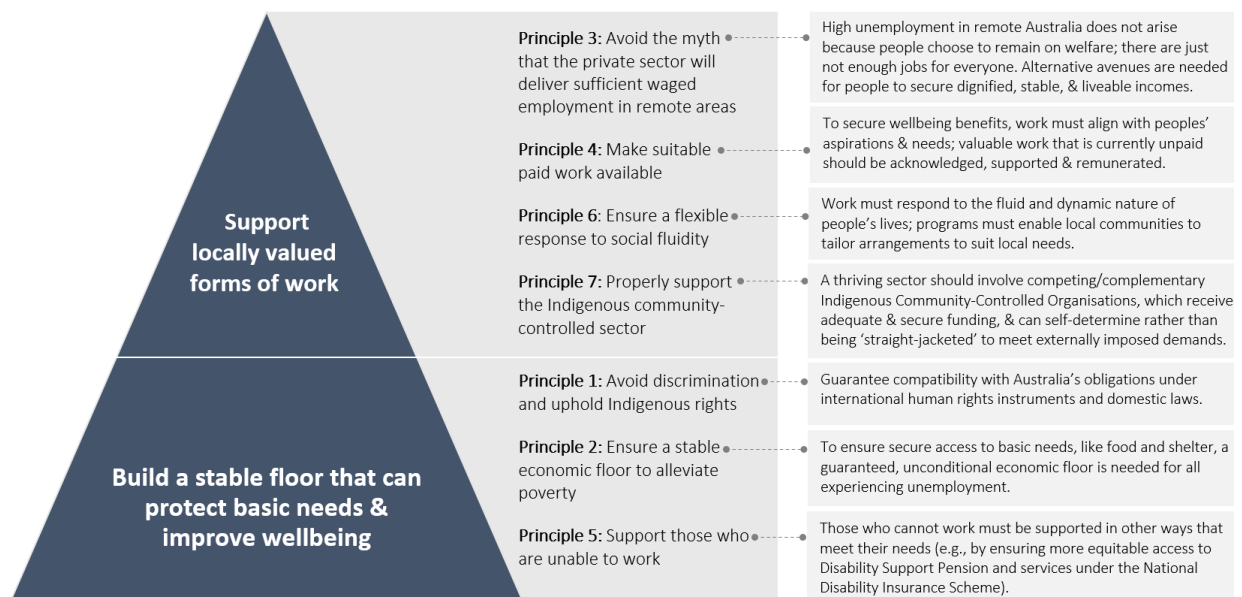 Support
locally valued
forms of work
Principle 3: Avoid the myth
that the private sector will
deliver sufficient waged
employment in remote areas
High unemployment in remote Australia does not arise
because people choose to remain on welfare; there are just
not enough jobs for everyone. Alternative avenues are needed
for people to secure dignified, stable, & liveable incomes.
Principle 4: Make suitable
paid work available
To secure wellbeing benefits, work must align with peoples’
aspirations & needs; valuable work that is currently unpaid
should be acknowledged, supported & remunerated.
Principle 6: Ensure a flexible
response to social fluidity
Work must respond to the fluid and dynamic nature of
people’s lives; programs must enable local communities to
tailor arrangements to suit local needs.
Principle 7: Properly support
the Indigenous community-
controlled sector
A thriving sector should involve competing/complementary
Indigenous Community-Controlled Organisations, which receive
adequate & secure funding, & can self-determine rather than
being ‘straight-jacketed’ to meet externally imposed demands.
Build a stable floor that can
protect basic needs &
improve wellbeing
Principle 1: Avoid discrimination
and uphold Indigenous rights
Guarantee compatibility with Australia’s obligations under
international human rights instruments and domestic laws.
Principle 2: Ensure a stable
economic floor to alleviate
poverty
To ensure secure access to basic needs, like food and shelter, a
guaranteed, unconditional economic floor is needed for all
experiencing unemployment.
Principle 5: Support those who
are unable to work
Those who cannot work must be supported in other ways that
meet their needs (e.g., by ensuring more equitable access to
Disability Support Pension and services under the National
Disability Insurance Scheme).